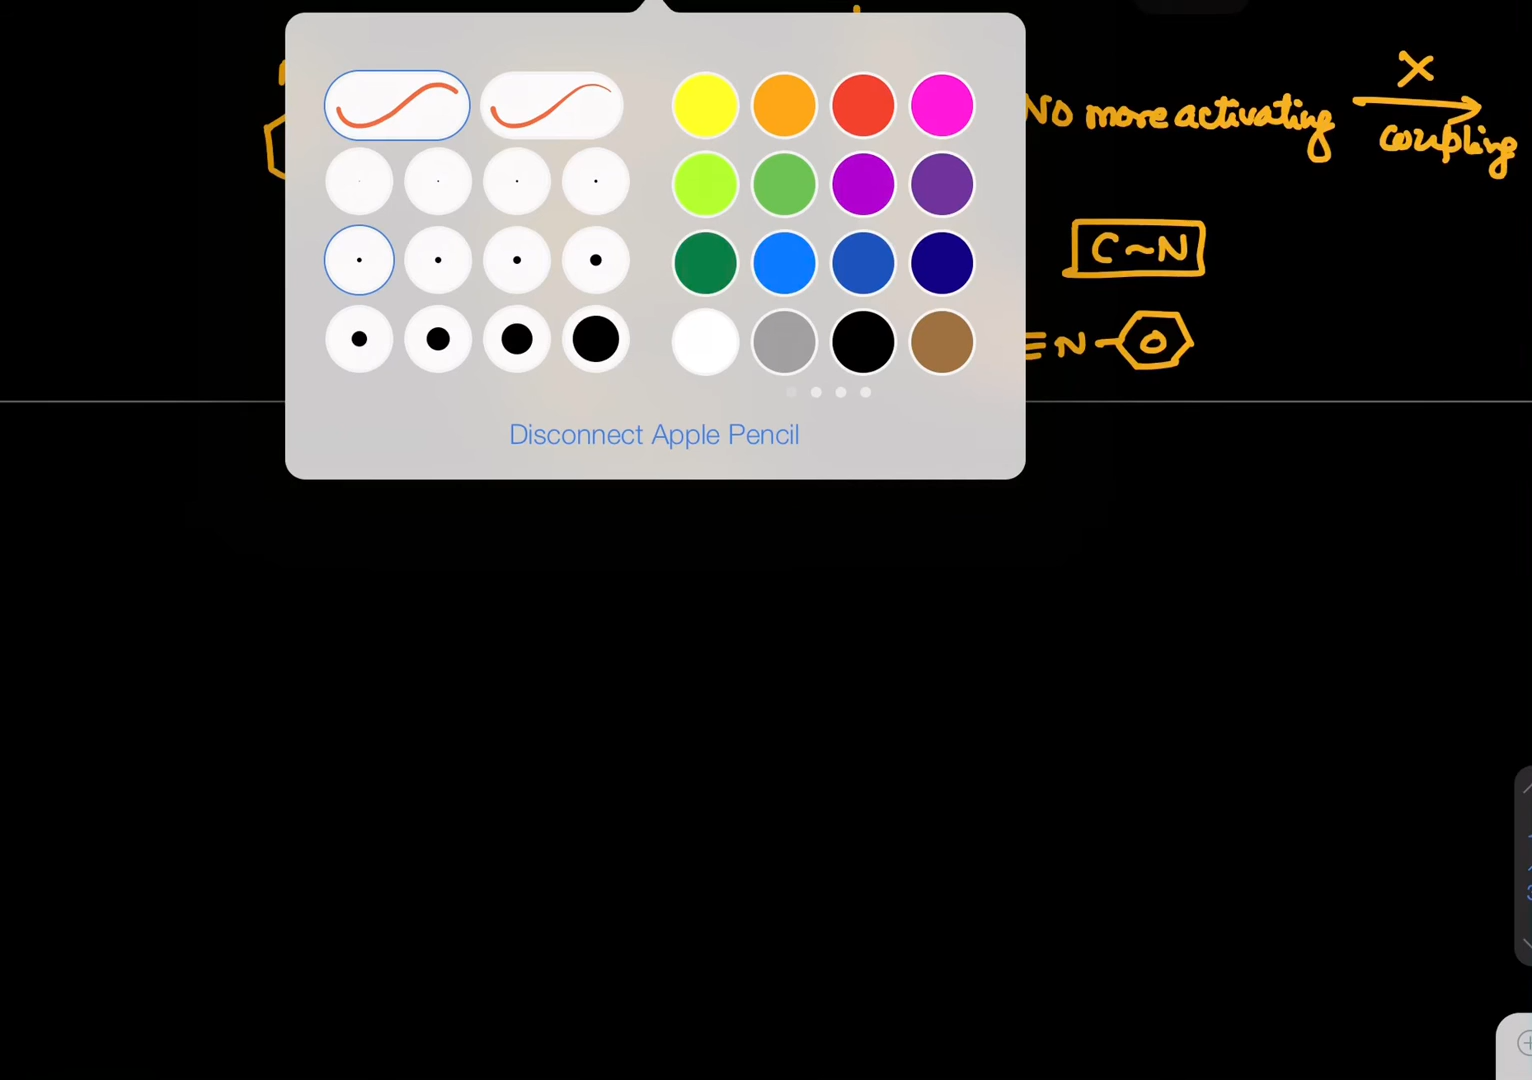 X
No more activating
coupling
C ~ N
≡N-
Disconnect Apple Pencil